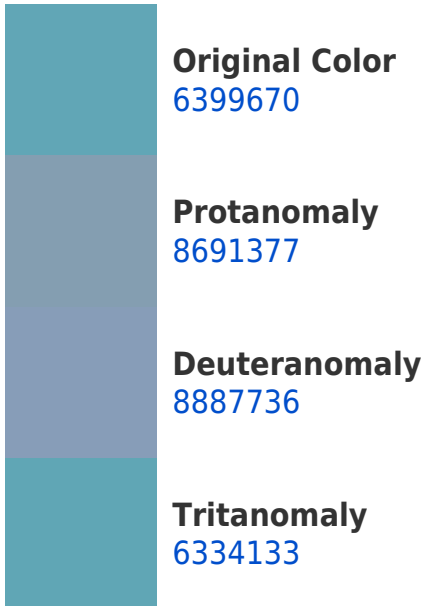 Original Color
6399670
Protanomaly
8691377
Deuteranomaly
8887736
Tritanomaly
6334133